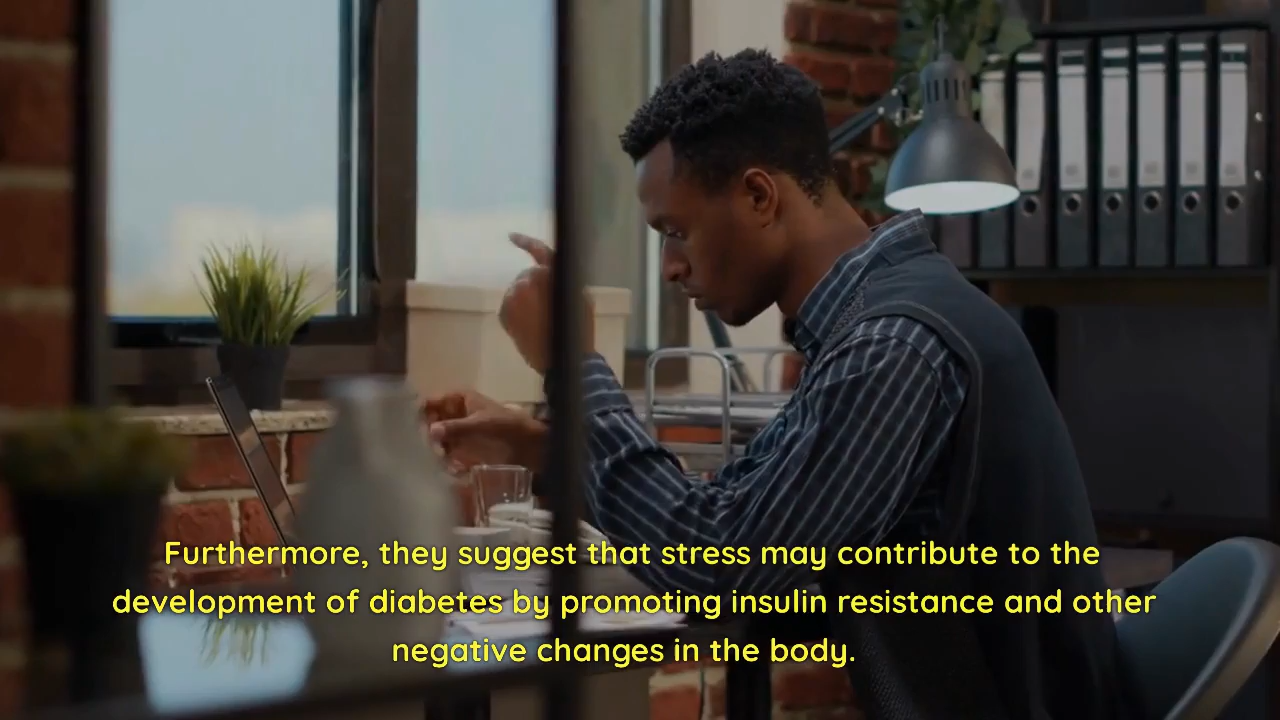 Furthermore, they suggest that stress may contribute to the
development of diabetes by promoting insulin resistance and other
negative changes in the body.